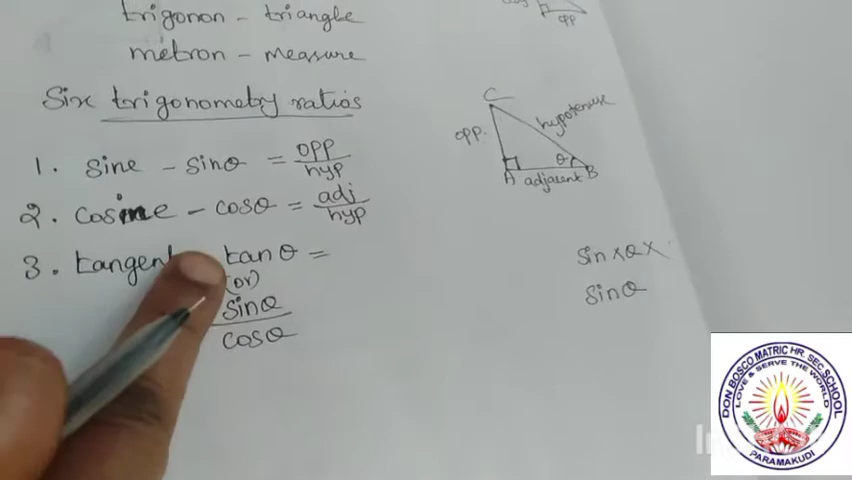 trigonon - triangle
metron - measure
Six trigonometry ratios
1. sine - sinθ = opp/hyp
2. cosine - cosθ = adj/hyp
3. tangent tanθ =
(or)
sinθ
cosθ
opp
C
opp.
hypotenuse
θ
A
B
adjacent
sin x θ x
sinθ
DON BOSCO MATRIC HR. SEC SCHOOL
LOVE & SERVE THE WORLD
PARAMAKUDI